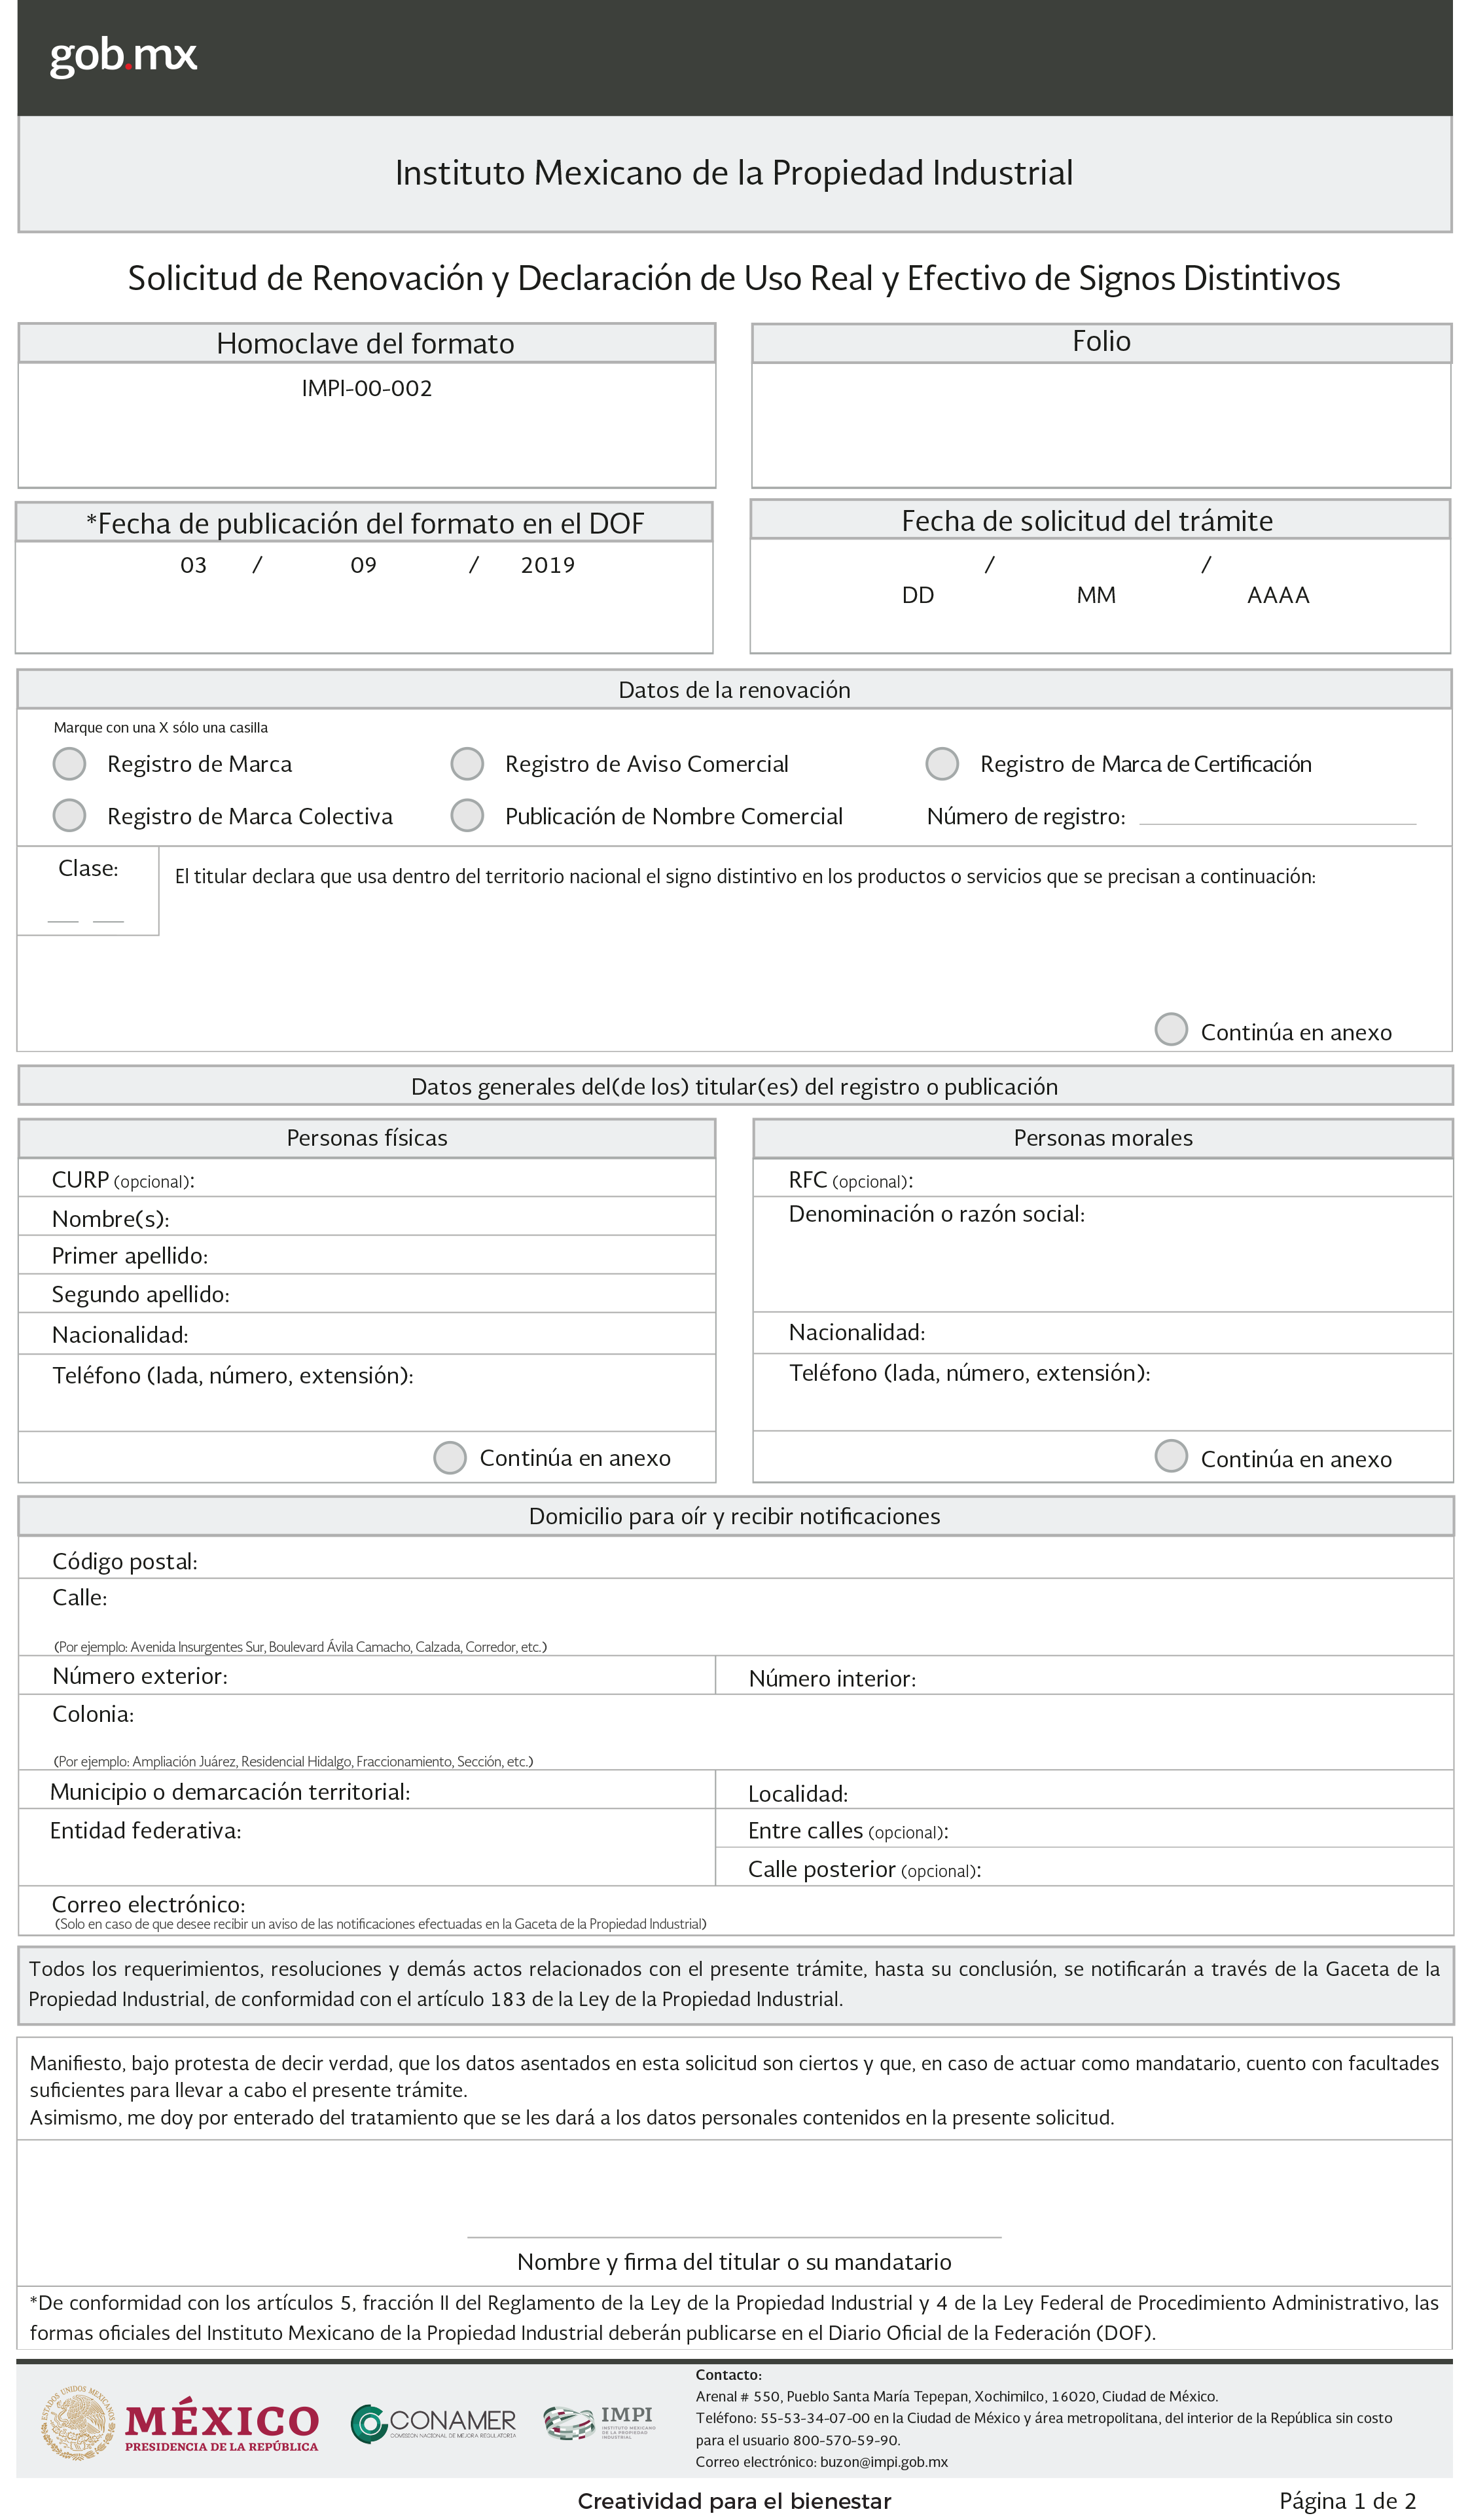 gob.mx
Instituto Mexicano de la Propiedad Industrial
Solicitud de Renovación y Declaración de Uso Real y Efectivo de Signos Distintivos
Homoclave del formato
IMPI-00-002
Folio
*Fecha de publicación del formato en el DOF
03 / 09 / 2019
Fecha de solicitud del trámite
/ /
DD MM AAAA
Datos de la renovación
Marque con una X sólo una casilla
Registro de Marca
Registro de Aviso Comercial
Registro de Marca de Certificación
Registro de Marca Colectiva
Publicación de Nombre Comercial
Número de registro:
Clase:
El titular declara que usa dentro del territorio nacional el signo distintivo en los productos o servicios que se precisan a continuación:
Continúa en anexo
Datos generales del(de los) titular(es) del registro o publicación
Personas físicas
CURP (opcional):
Nombre(s):
Primer apellido:
Segundo apellido:
Nacionalidad:
Teléfono (lada, número, extensión):
Continúa en anexo
Personas morales
RFC (opcional):
Denominación o razón social:
Nacionalidad:
Teléfono (lada, número, extensión):
Continúa en anexo
Domicilio para oír y recibir notificaciones
Código postal:
Calle:
(Por ejemplo: Avenida Insurgentes Sur, Boulevard Ávila Camacho, Calzada, Corredor, etc.)
Número exterior:
Número interior:
Colonia:
(Por ejemplo: Ampliación Juárez, Residencial Hidalgo, Fraccionamiento, Sección, etc.)
Municipio o demarcación territorial:
Localidad:
Entidad federativa:
Entre calles (opcional):
Calle posterior (opcional):
Correo electrónico:
(Solo en caso de que desee recibir un aviso de las notificaciones efectuadas en la Gaceta de la Propiedad Industrial)
Todos los requerimientos, resoluciones y demás actos relacionados con el presente trámite, hasta su conclusión, se notificarán a través de la Gaceta de la
Propiedad Industrial, de conformidad con el artículo 183 de la Ley de la Propiedad Industrial.
Manifiesto, bajo protesta de decir verdad, que los datos asentados en esta solicitud son ciertos y que, en caso de actuar como mandatario, cuento con facultades
suficientes para llevar a cabo el presente trámite.
Asimismo, me doy por enterado del tratamiento que se les dará a los datos personales contenidos en la presente solicitud.
Nombre y firma del titular o su mandatario
*De conformidad con los artículos 5, fracción II del Reglamento de la Ley de la Propiedad Industrial y 4 de la Ley Federal de Procedimiento Administrativo, las
formas oficiales del Instituto Mexicano de la Propiedad Industrial deberán publicarse en el Diario Oficial de la Federación (DOF).
ESTADOS UNIDOS MEXICANOS
MÉXICO
PRESIDENCIA DE LA REPÚBLICA
CONAMER
COMISIÓN NACIONAL DE MEJORA REGULATORIA
IMPI
INSTITUTO MEXICANO
DE LA PROPIEDAD
INDUSTRIAL
Contacto:
Arenal # 550, Pueblo Santa María Tepepan, Xochimilco, 16020, Ciudad de México.
Teléfono: 55-53-34-07-00 en la Ciudad de México y área metropolitana, del interior de la República sin costo
para el usuario 800-570-59-90.
Correo electrónico: buzon@impi.gob.mx
Creatividad para el bienestar
Página 1 de 2